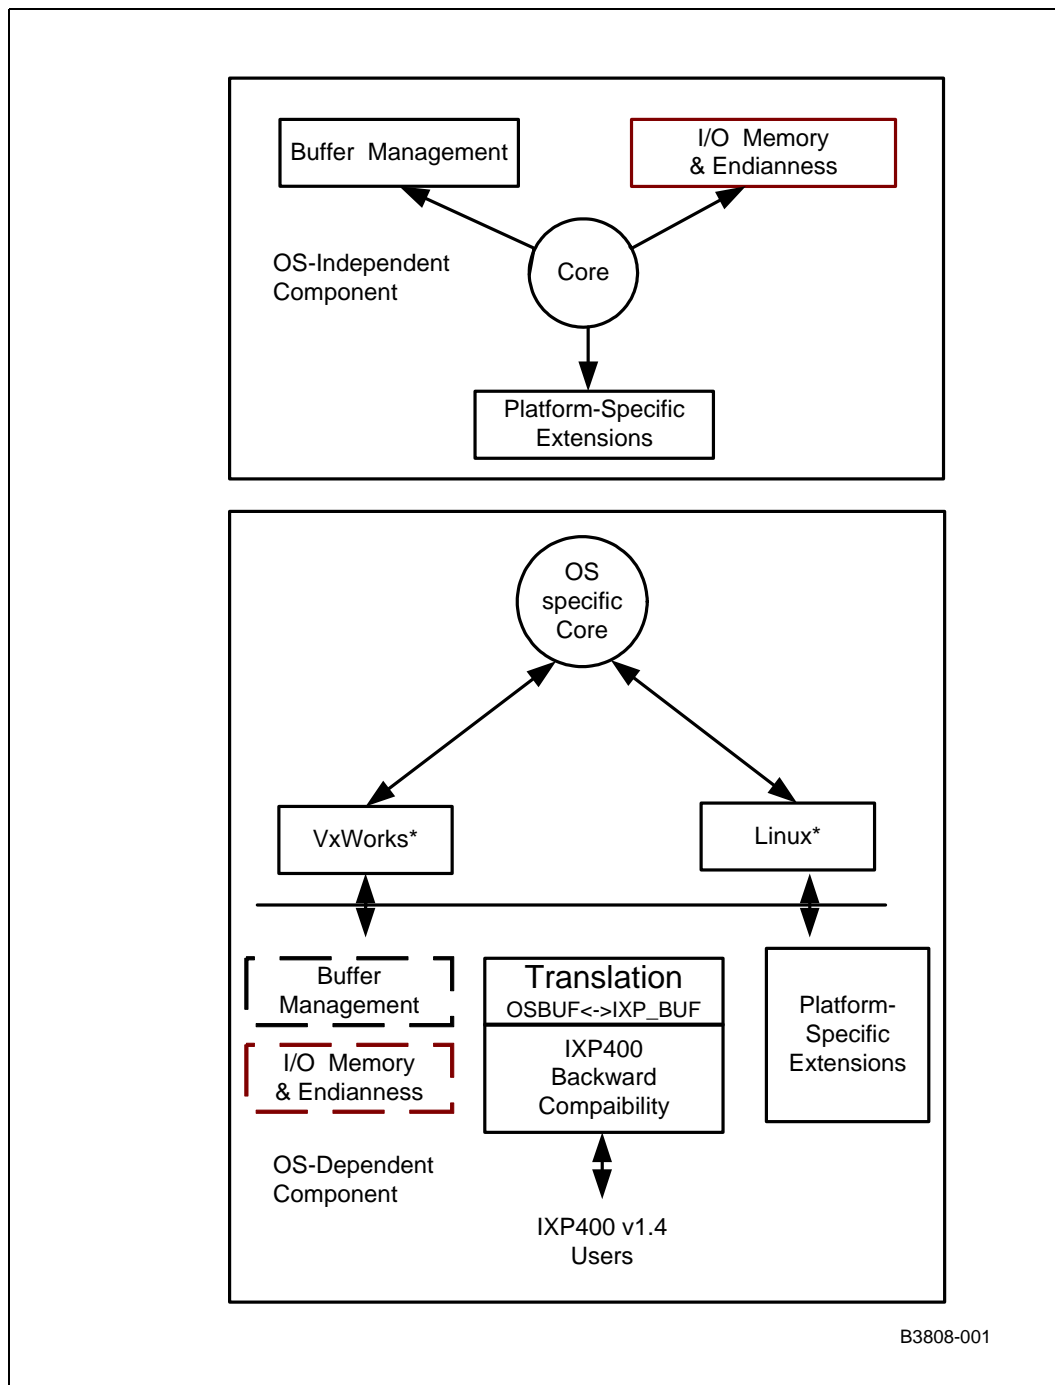 Buffer Management
I/O Memory
& Endianness
OS-Independent
Component
Core
Platform-Specific
Extensions
OS
specific
Core
VxWorks*
Linux*
Buffer
Management
I/O Memory
& Endianness
Translation
OSBUF<->IXP_BUF
IXP400
Backward
Compaibility
Platform-
Specific
Extensions
OS-Dependent
Component
IXP400 v1.4
Users
B3808-001